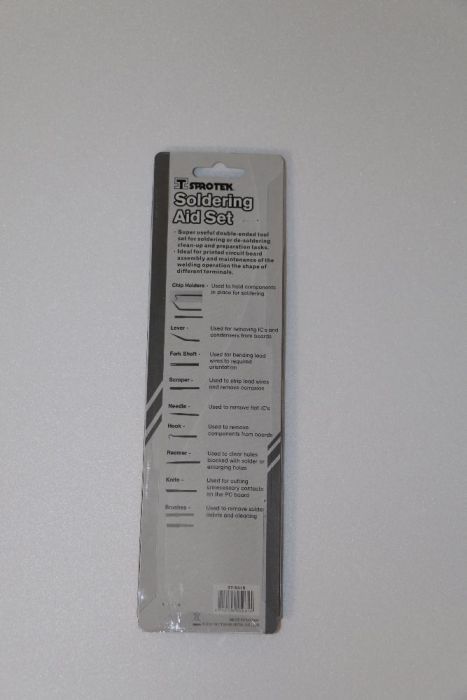 SPROTEK
Soldering
Aid Set
· Super useful double-ended tool
set for soldering or de-soldering
clean-up and preparation tasks.
· Ideal for printed circuit board
assembly and maintenance of the
welding operation the shape of
different terminals.
Chip Holders - Used to hold components
in place for soldering
Lever - Used for removing IC's and
condensers from boards
Fork Shaft - Used for bending lead
wires to required
orientation
Scraper - Used to strip lead wires
and remove corrosion
Needle - Used to remove flat IC's
Hook - Used to remove
components from boards
Reamer - Used to clear holes
blocked with solder or
enlarging holes
Knife - Used for cutting
unnecessary contacts
on the PC board
Brushes - Used to remove solder
debris and cleaning